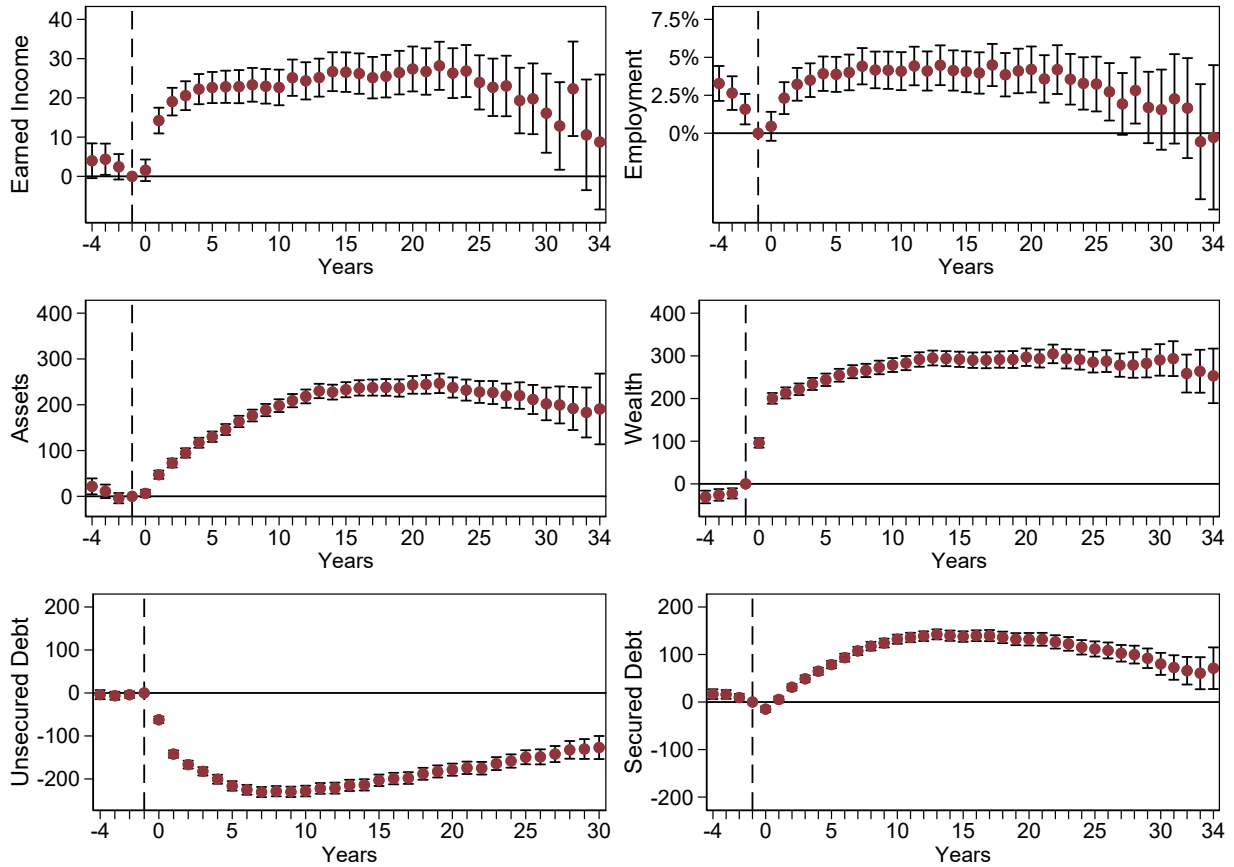 Earned Income
40
30
20
10
0
-4 0 5 10 15 20 25 30 34
Years
Employment
7.5%
5%
2.5%
0%
-4 0 5 10 15 20 25 30 34
Years
Assets
400
300
200
100
0
-4 0 5 10 15 20 25 30 34
Years
Wealth
400
300
200
100
0
-4 0 5 10 15 20 25 30 34
Years
Unsecured Debt
200
100
0
-100
-200
-4 0 5 10 15 20 25 30
Years
Secured Debt
200
100
0
-100
-200
-4 0 5 10 15 20 25 30 34
Years